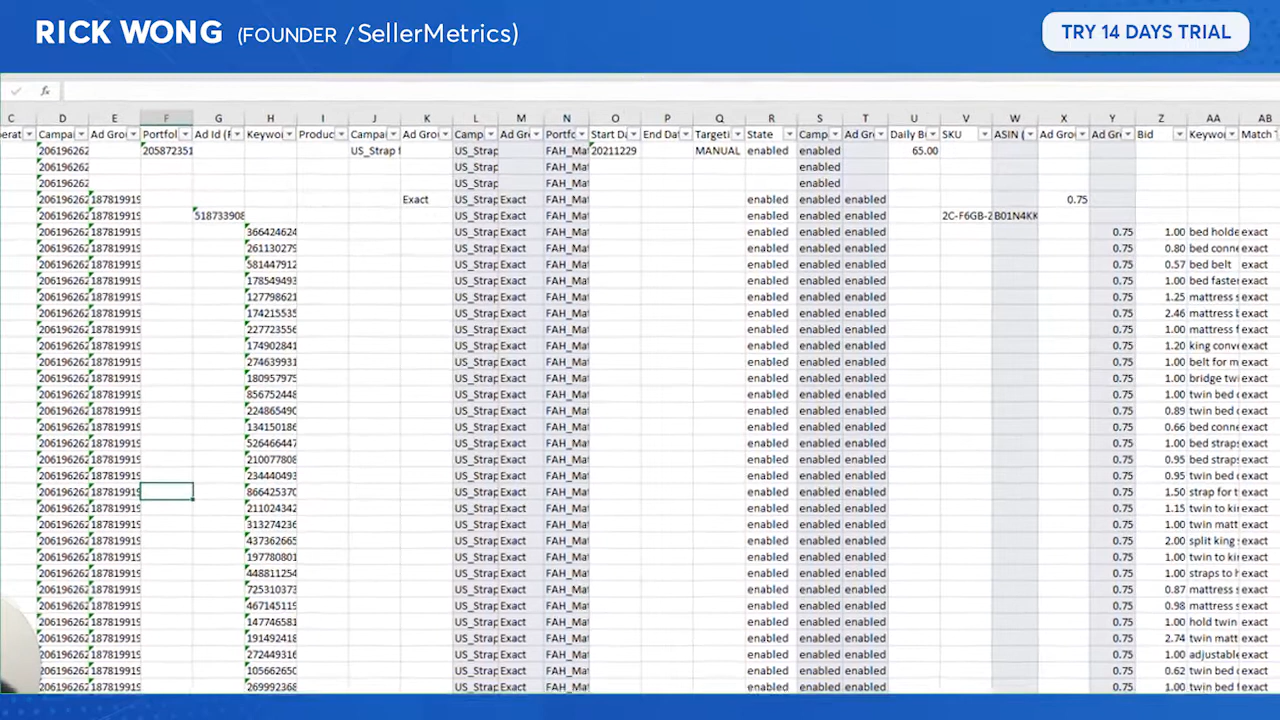 RICK WONG (FOUNDER / SellerMetrics) TRY 14 DAYS TRIAL
fx
C D E F G H I J K L M N O P Q R S T U V W X Y Z AA AB
erat Campai Ad Grou Portfol Ad Id (F Keywor Produc Campai Ad Gro Camp Ad Gre Portfo Start Da End Dat Targeti State Camp Ad Gr Daily Bu SKU ASIN ( Ad Grou Ad Gr Bid Keywo Match
206196262 205872351 US_Strap f US_Strap FAH_Mat 20211229 MANUAL enabled enabled 65.00
206196262 US_Strap FAH_Mat enabled
206196262 US_Strap FAH_Mat enabled
206196262 187819919 Exact US_Strap Exact FAH_Mat enabled enabled enabled 0.75
206196262 187819919 518733908 US_Strap Exact FAH_Mat enabled enabled enabled 2C-F6GB-2 B01N4KK
206196262 187819919 366424624 US_Strap Exact FAH_Mat enabled enabled enabled 0.75 1.00 bed holde exact
206196262 187819919 261130279 US_Strap Exact FAH_Mat enabled enabled enabled 0.75 0.80 bed conne exact
206196262 187819919 581447912 US_Strap Exact FAH_Mat enabled enabled enabled 0.75 0.57 bed belt exact
206196262 187819919 178549493 US_Strap Exact FAH_Mat enabled enabled enabled 0.75 1.00 bed faster exact
206196262 187819919 127798621 US_Strap Exact FAH_Mat enabled enabled enabled 0.75 1.25 mattress s exact
206196262 187819919 174215535 US_Strap Exact FAH_Mat enabled enabled enabled 0.75 2.46 mattress b exact
206196262 187819919 227723556 US_Strap Exact FAH_Mat enabled enabled enabled 0.75 1.00 mattress f exact
206196262 187819919 174902841 US_Strap Exact FAH_Mat enabled enabled enabled 0.75 1.20 king conve exact
206196262 187819919 274639931 US_Strap Exact FAH_Mat enabled enabled enabled 0.75 1.00 belt for m exact
206196262 187819919 180957975 US_Strap Exact FAH_Mat enabled enabled enabled 0.75 1.00 bridge twi exact
206196262 187819919 856752448 US_Strap Exact FAH_Mat enabled enabled enabled 0.75 1.00 twin bed exact
206196262 187819919 224865490 US_Strap Exact FAH_Mat enabled enabled enabled 0.75 0.89 twin bed c exact
206196262 187819919 134150186 US_Strap Exact FAH_Mat enabled enabled enabled 0.75 0.66 bed conne exact
206196262 187819919 526466447 US_Strap Exact FAH_Mat enabled enabled enabled 0.75 1.00 bed straps exact
206196262 187819919 210077808 US_Strap Exact FAH_Mat enabled enabled enabled 0.75 0.95 bed straps exact
206196262 187819919 234440493 US_Strap Exact FAH_Mat enabled enabled enabled 0.75 0.95 twin bed c exact
206196262 187819919 866425370 US_Strap Exact FAH_Mat enabled enabled enabled 0.75 1.50 strap for t exact
206196262 187819919 211024342 US_Strap Exact FAH_Mat enabled enabled enabled 0.75 1.15 twin to kin exact
206196262 187819919 313274236 US_Strap Exact FAH_Mat enabled enabled enabled 0.75 1.00 twin matt exact
206196262 187819919 437362665 US_Strap Exact FAH_Mat enabled enabled enabled 0.75 2.00 split king exact
206196262 187819919 197780801 US_Strap Exact FAH_Mat enabled enabled enabled 0.75 1.00 twin to ki exact
206196262 187819919 448811254 US_Strap Exact FAH_Mat enabled enabled enabled 0.75 1.00 straps to h exact
206196262 187819919 725310373 US_Strap Exact FAH_Mat enabled enabled enabled 0.75 0.87 mattress s exact
206196262 187819919 467145119 US_Strap Exact FAH_Mat enabled enabled enabled 0.75 0.98 mattress s exact
206196262 187819919 147746581 US_Strap Exact FAH_Mat enabled enabled enabled 0.75 1.00 hold twin exact
206196262 187819919 191492418 US_Strap Exact FAH_Mat enabled enabled enabled 0.75 2.74 twin matt exact
206196262 187819919 272449316 US_Strap Exact FAH_Mat enabled enabled enabled 0.75 1.00 adjustable exact
206196262 187819919 105662650 US_Strap Exact FAH_Mat enabled enabled enabled 0.75 0.62 twin bed exact
206196262 187819919 269992368 US_Strap Exact FAH_Mat enabled enabled enabled 0.75 1.00 twin bed f exact